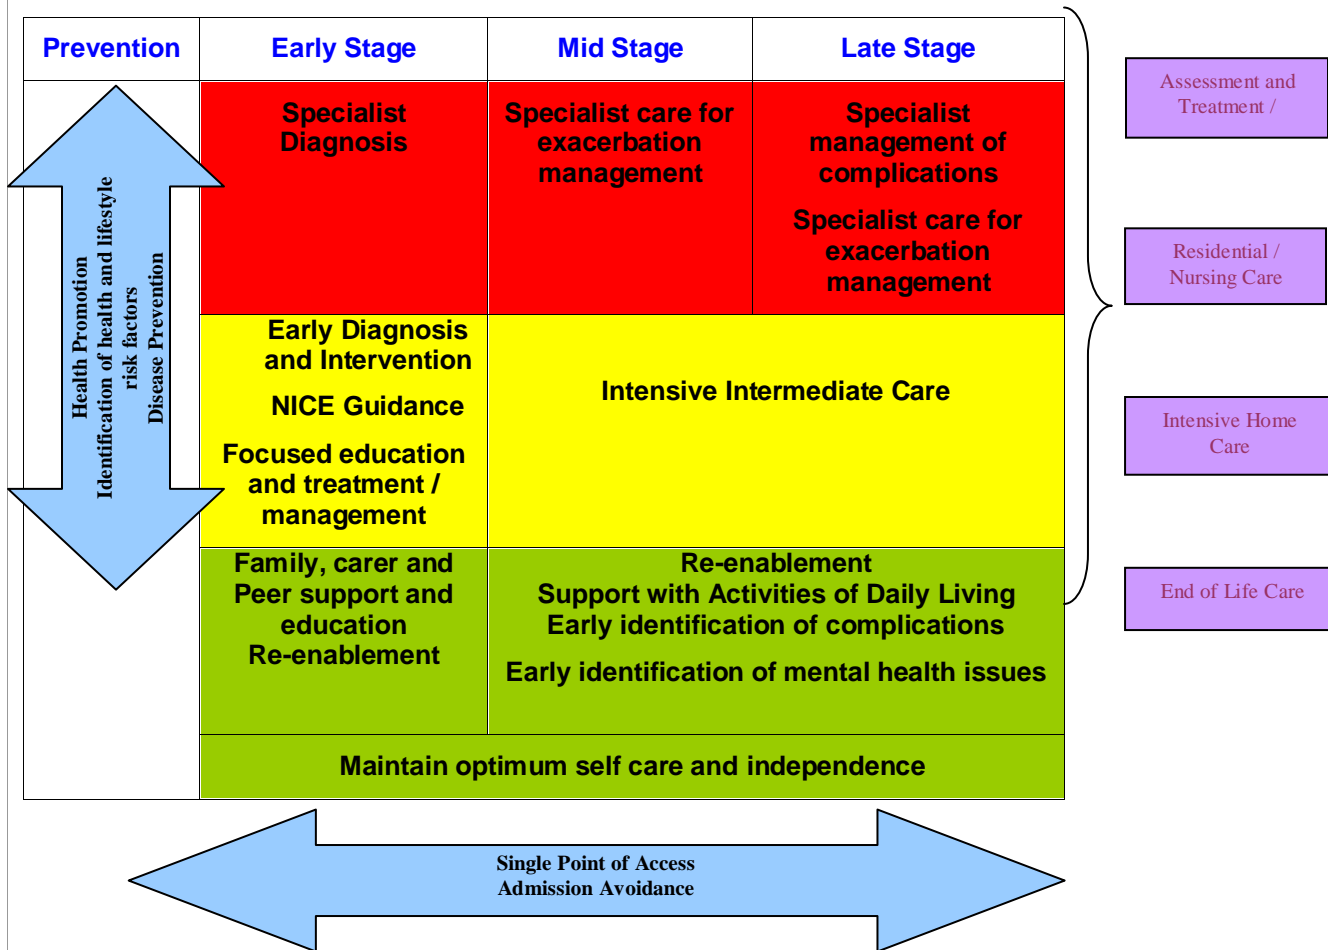 Prevention
Early Stage
Mid Stage
Late Stage
Health Promotion
Identification of health and lifestyle
risk factors
Disease Prevention
Specialist
Diagnosis
Specialist care for
exacerbation
management
Specialist
management of
complications
Specialist care for
exacerbation
management
Early Diagnosis
and Intervention
NICE Guidance
Focused education
and treatment /
management
Intensive Intermediate Care
Family, carer and
Peer support and
education
Re-enablement
Re-enablement
Support with Activities of Daily Living
Early identification of complications
Early identification of mental health issues
Maintain optimum self care and independence
Single Point of Access
Admission Avoidance
Assessment and
Treatment /
Residential /
Nursing Care
Intensive Home
Care
End of Life Care